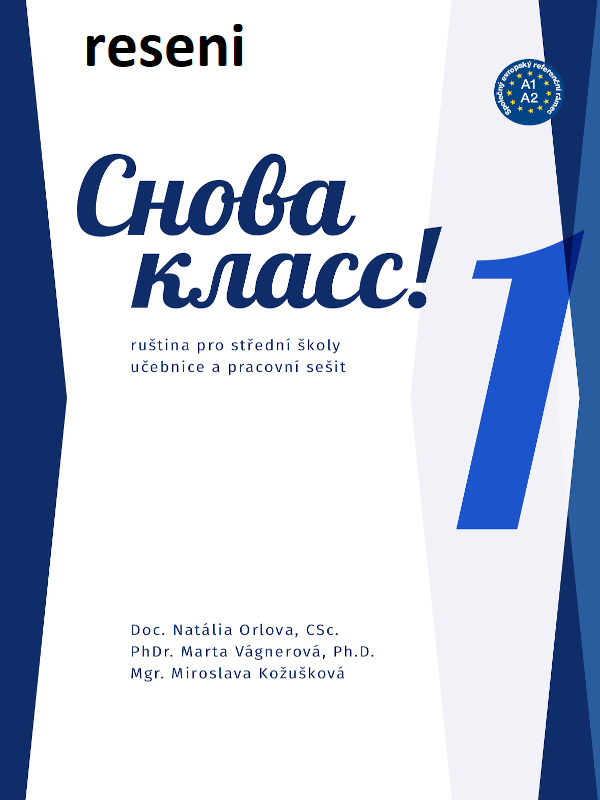 reseni
Společný evropský referenční rámec
A1
A2
Снова
класс!
1
ruština pro střední školy
učebnice a pracovní sešit
Doc. Natália Orlova, CSc.
PhDr. Marta Vágnerová, Ph.D.
Mgr. Miroslava Kožušková